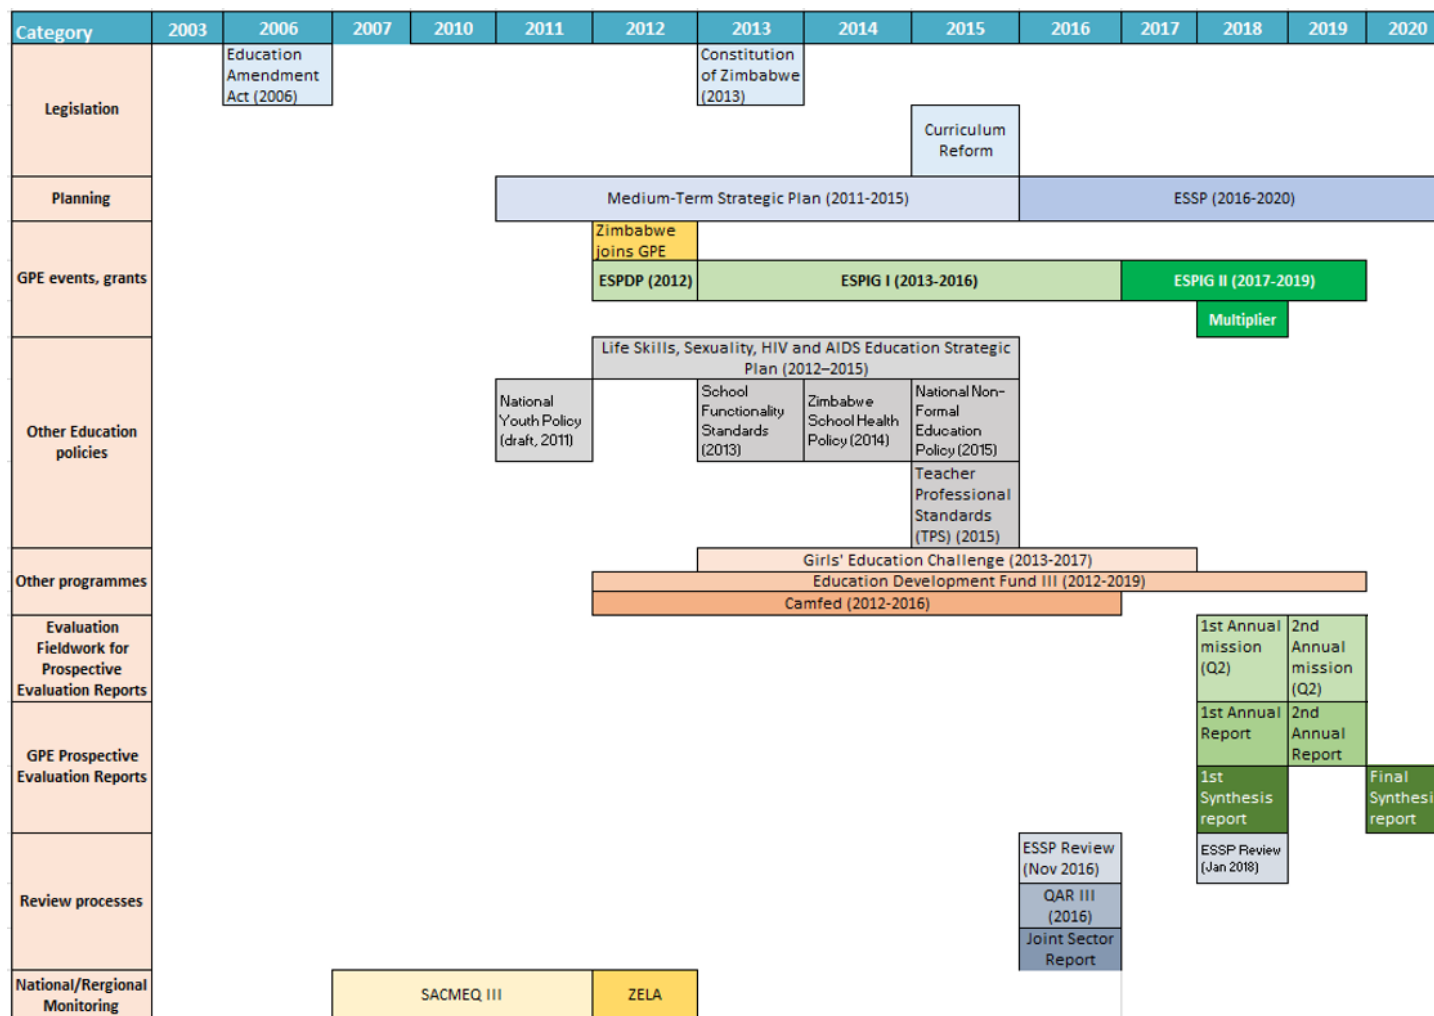 Category 2003 2006 2007 2010 2011 2012 2013 2014 2015 2016 2017 2018 2019 2020
Legislation
Education
Amendment
Act (2006)
Constitution
of Zimbabwe
(2013)
Curriculum
Reform
Planning
Medium-Term Strategic Plan (2011-2015)
ESSP (2016-2020)
GPE events, grants
Zimbabwe
joins GPE
ESPDP (2012)
ESPIG I (2013-2016)
ESPIG II (2017-2019)
Multiplier
Other Education
policies
Life Skills, Sexuality, HIV and AIDS Education Strategic
Plan (2012–2015)
National
Youth Policy
(draft, 2011)
School
Functionality
Standards
(2013)
Zimbabwe
School Health
Policy (2014)
National Non-
Formal
Education
Policy (2015)
Teacher
Professional
Standards
(TPS) (2015)
Other programmes
Girls' Education Challenge (2013-2017)
Education Development Fund III (2012-2019)
Camfed (2012-2016)
Evaluation
Fieldwork for
Prospective
Evaluation Reports
1st Annual
mission
(Q2)
2nd
Annual
mission
(Q2)
GPE Prospective
Evaluation Reports
1st Annual
Report
2nd
Annual
Report
1st
Synthesis
report
Final
Synthesi
report
Review processes
ESSP Review
(Nov 2016)
ESSP Review
(Jan 2018)
QAR III
(2016)
Joint Sector
Report
National/Rergional
Monitoring
SACMEQ III
ZELA